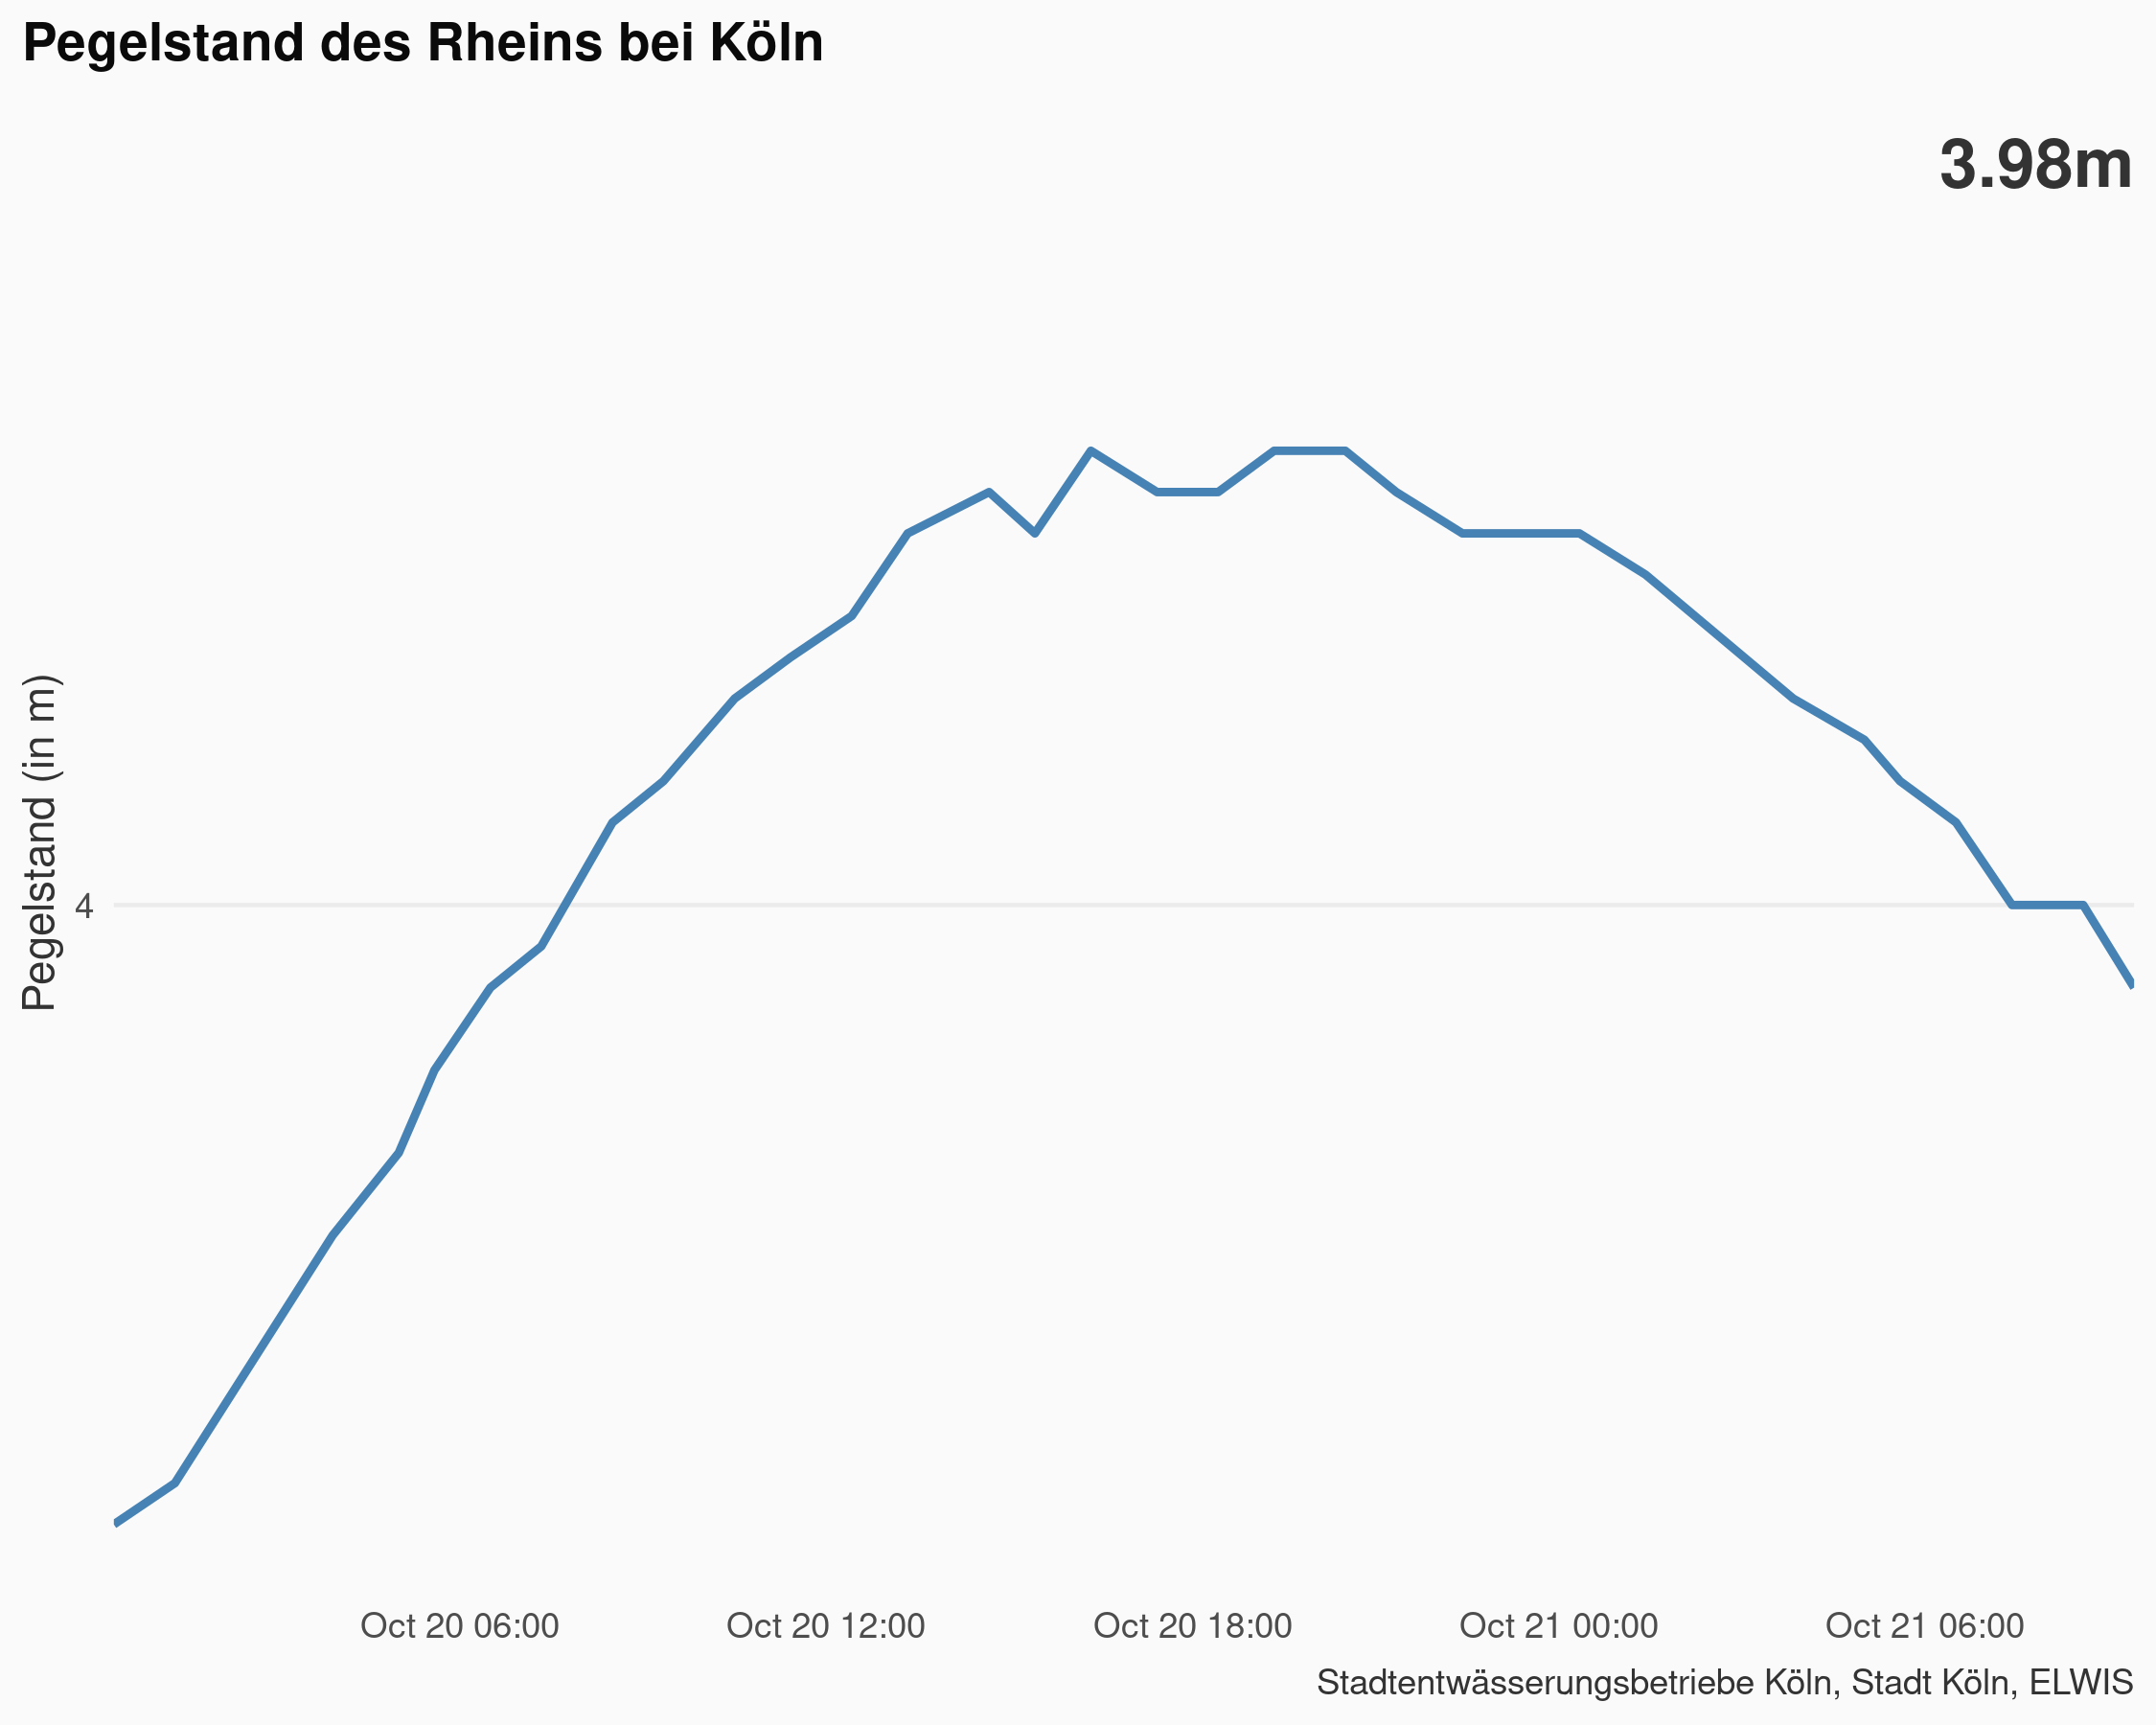 Pegelstand des Rheins bei Köln
3.98m
Pegelstand (in m)
4
Oct 20 06:00 Oct 20 12:00 Oct 20 18:00 Oct 21 00:00 Oct 21 06:00
Stadtentwässerungsbetriebe Köln, Stadt Köln, ELWIS